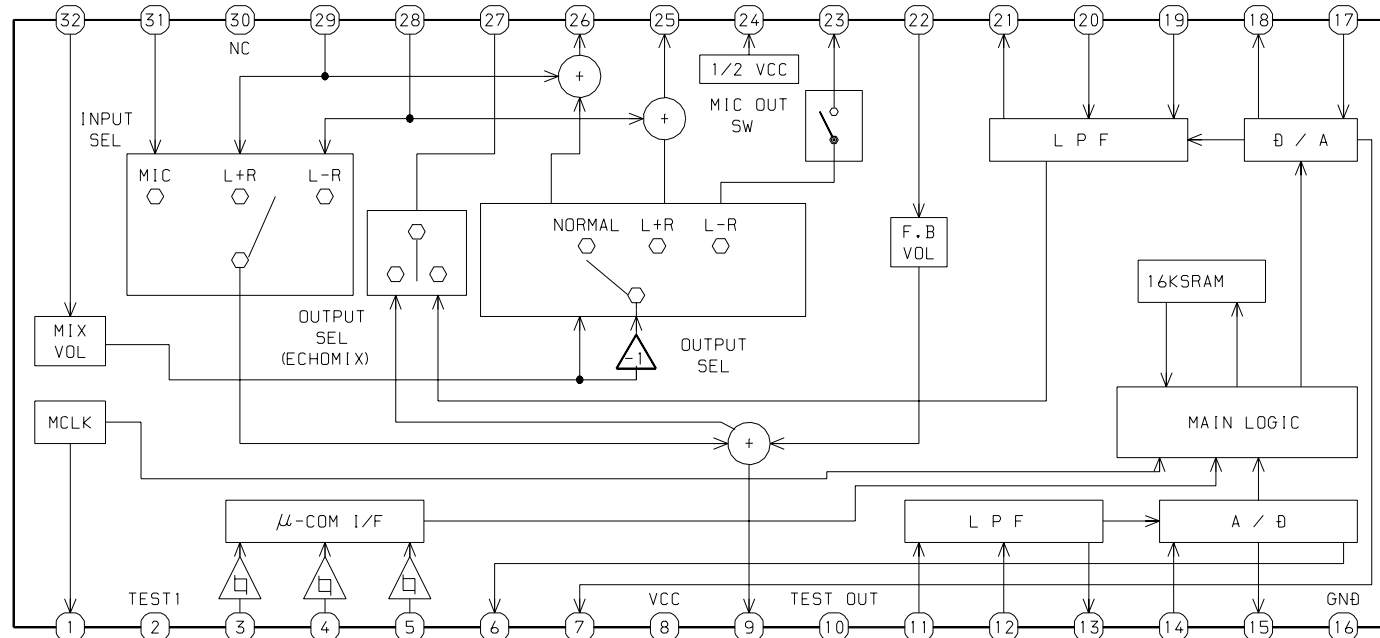 32 31 30 29 28 27 26 25 24 23 22 21 20 19 18 17
NC
+
1/2 VCC
MIC OUT
SW
INPUT
SEL
+
L P F
D / A
MIC L+R L-R
NORMAL L+R L-R
F.B
VOL
16KSRAM
OUTPUT
SEL
(ECHOMIX)
MIX
VOL
-1
OUTPUT
SEL
MCLK
+
MAIN LOGIC
μ-COM I/F
L P F
A / D
TEST1
VCC
TEST OUT
GND
1 2 3 4 5 6 7 8 9 10 11 12 13 14 15 16